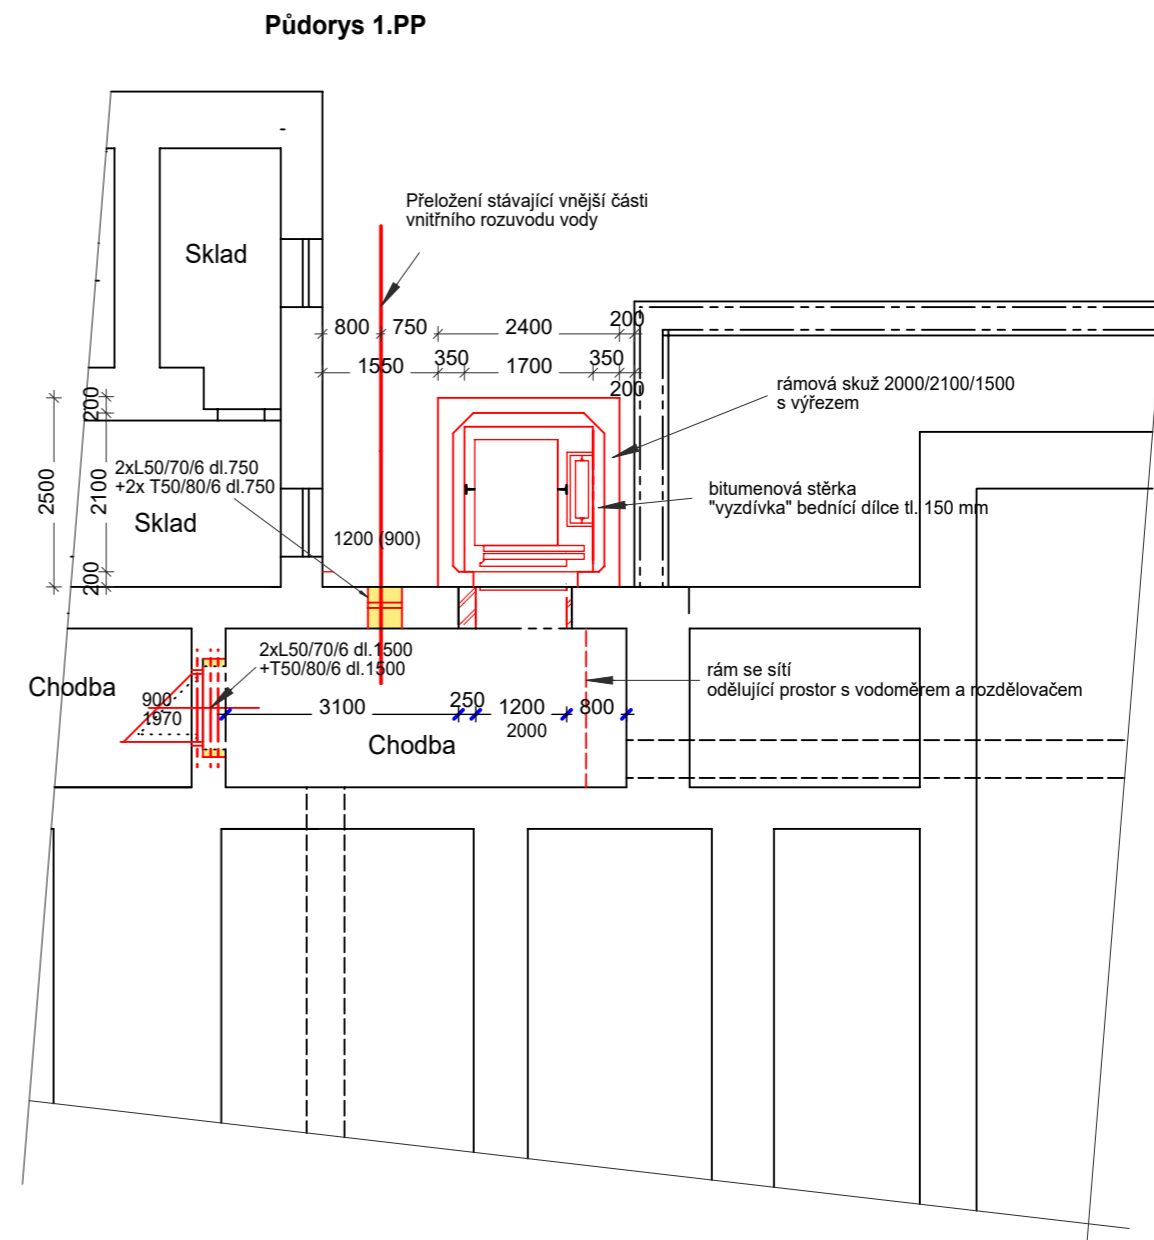 Půdorys 1.PP
Přeložení stávající vnější části
vnitřního rozuvodu vody
Sklad
800
750
2400
200
1550
350
1700
350
200
rámová skuž 2000/2100/1500
s výřezem
200
2500
2100
200
2xL50/70/6 dl.750
+2x T50/80/6 dl.750
Sklad
bitumenová stěrka
"vyzdívka" bednící dílce tl. 150 mm
1200 (900)
2xL50/70/6 dl.1500
+T50/80/6 dl.1500
Chodba
900
1970
rám se sítí
odělující prostor s vodoměrem a rozdělovačem
3100
250
1200
800
2000
Chodba